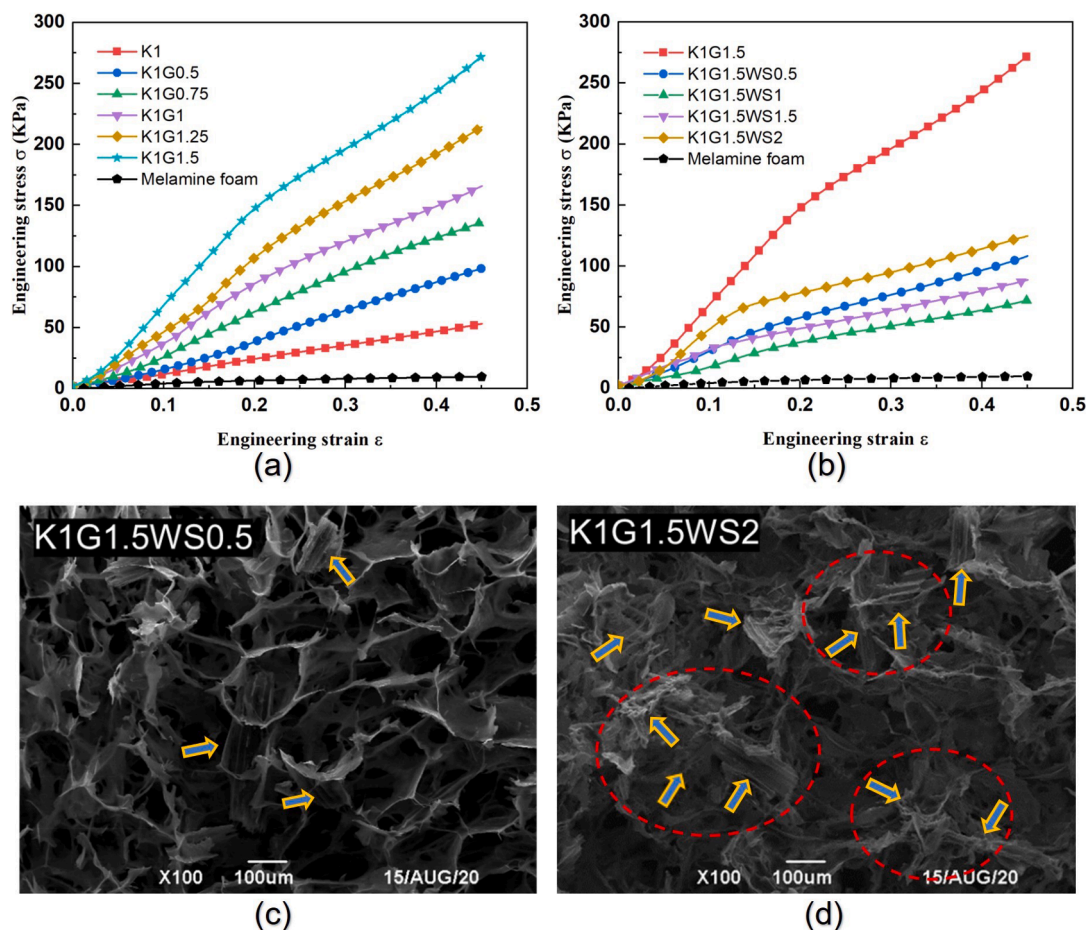 300
250
200
150
100
50
0
Engineering stress σ (KPa)
K1
K1G0.5
K1G0.75
K1G1
K1G1.25
K1G1.5
Melamine foam
0.0 0.1 0.2 0.3 0.4 0.5
Engineering strain ε
(a)
300
250
200
150
100
50
0
Engineering stress σ (KPa)
K1G1.5
K1G1.5WS0.5
K1G1.5WS1
K1G1.5WS1.5
K1G1.5WS2
Melamine foam
0.0 0.1 0.2 0.3 0.4 0.5
Engineering strain ε
(b)
K1G1.5WS0.5
X100 100um 15/AUG/20
(c)
K1G1.5WS2
X100 100um 15/AUG/20
(d)